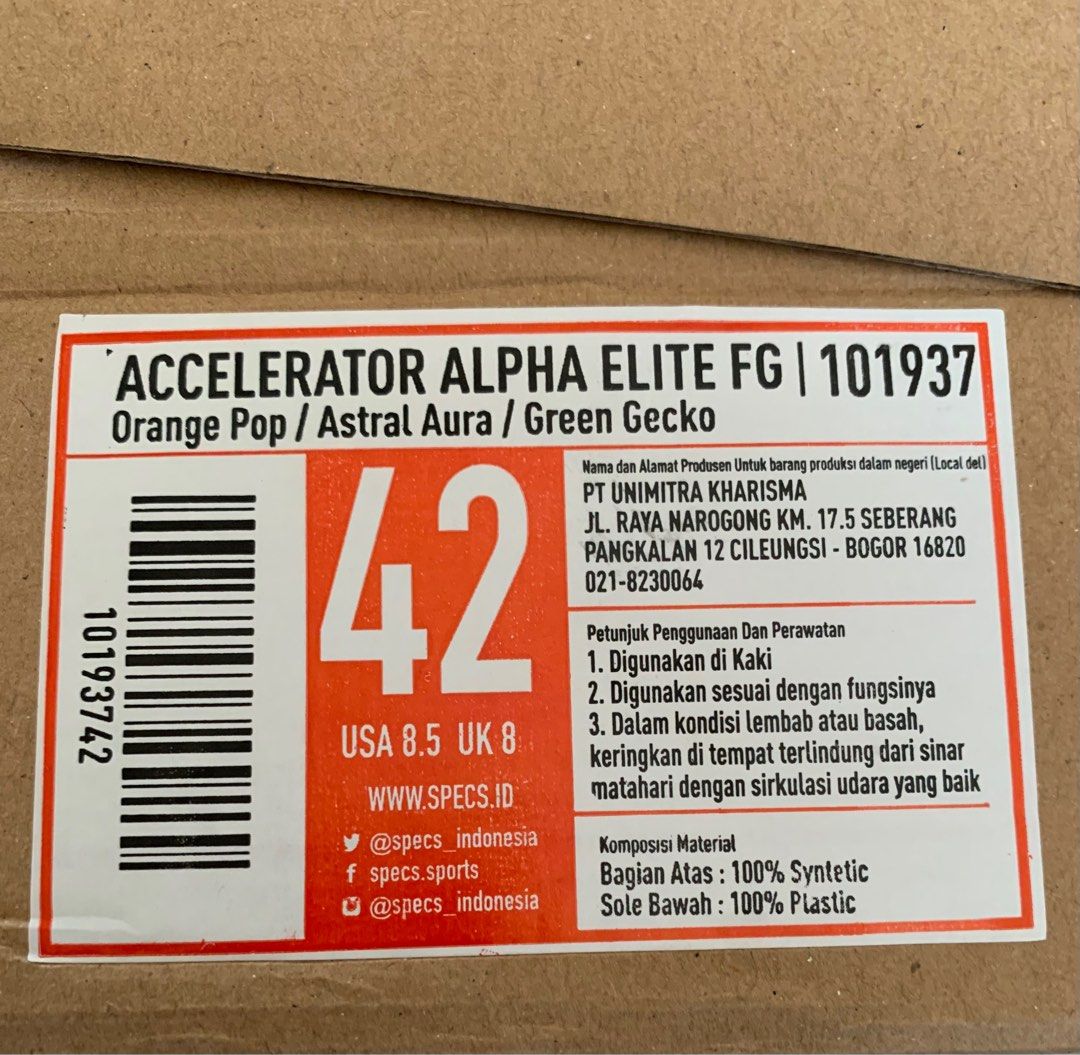 ACCELERATOR ALPHA ELITE FG | 101937
Orange Pop / Astral Aura / Green Gecko
10193742
42
USA 8.5 UK 8
WWW.SPECS.ID
@specs_indonesia
f specs.sports
@specs_indonesia
Nama dan Alamat Produsen Untuk barang produksi dalam negeri (Local del)
PT UNIMITRA KHARISMA
JL. RAYA NAROGONG KM. 17.5 SEBERANG
PANGKALAN 12 CILEUNGSI - BOGOR 16820
021-8230064
Petunjuk Penggunaan Dan Perawatan
1. Digunakan di Kaki
2. Digunakan sesuai dengan fungsinya
3. Dalam kondisi lembab atau basah,
keringkan di tempat terlindung dari sinar
matahari dengan sirkulasi udara yang baik
Komposisi Material
Bagian Atas : 100% Syntetic
Sole Bawah : 100% Plastic